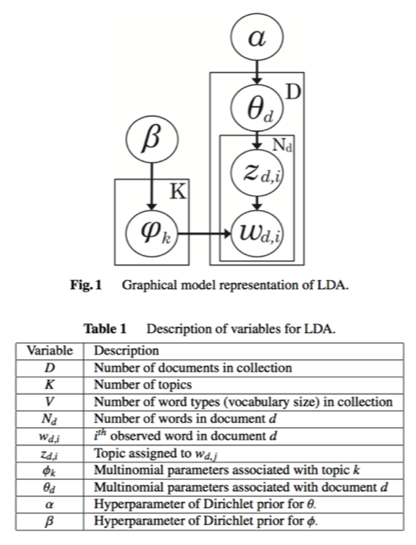 α
θd
D
Nd
β
zd,i
K
φk
wd,i
Fig. 1 Graphical model representation of LDA.
Table 1 Description of variables for LDA.
Variable Description
D Number of documents in collection
K Number of topics
V Number of word types (vocabulary size) in collection
Nd Number of words in document d
wd,i ith observed word in document d
zd,i Topic assigned to wd,j
ϕk Multinomial parameters associated with topic k
θd Multinomial parameters associated with document d
α Hyperparameter of Dirichlet prior for θ.
β Hyperparameter of Dirichlet prior for ϕ.